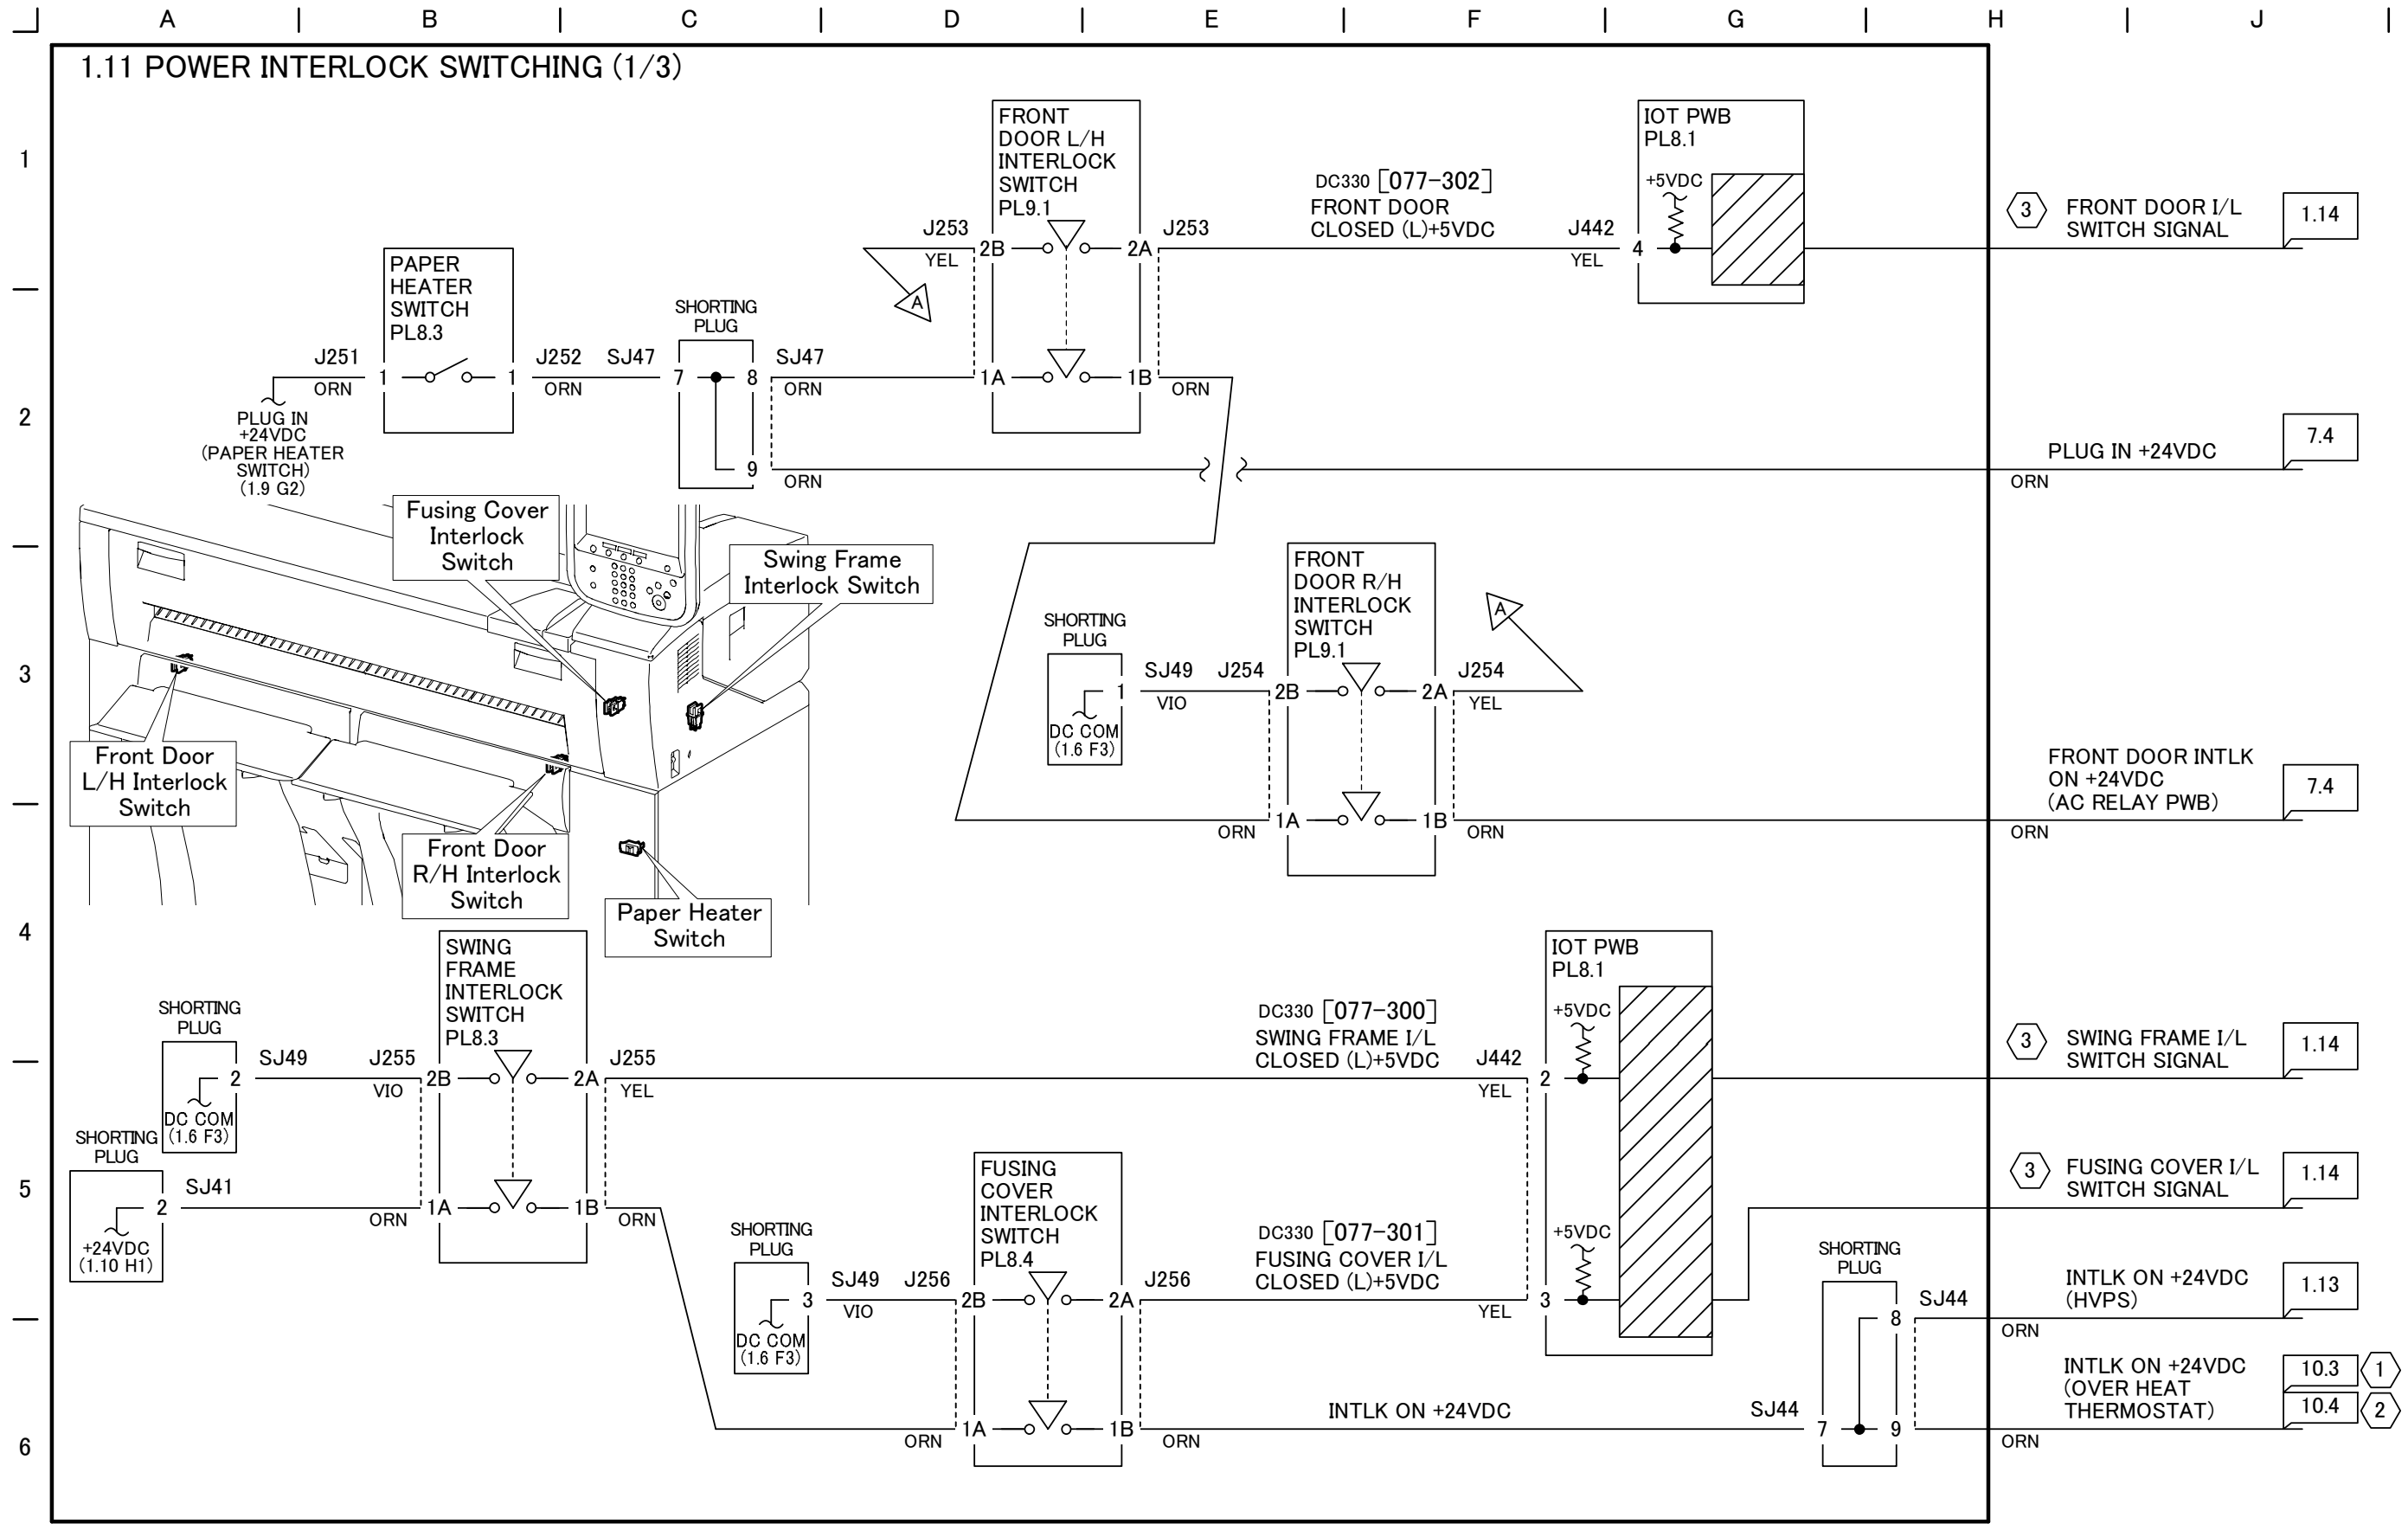 A B C D E F G H J
1.11 POWER INTERLOCK SWITCHING (1/3)
1
2
3
4
5
6
FRONT
DOOR L/H
INTERLOCK
SWITCH
PL9.1
J253
2B
YEL
2A
J253
A
1A
1B
ORN
DC330 [077-302]
FRONT DOOR
CLOSED (L)+5VDC
J442
YEL
IOT PWB
PL8.1
+5VDC
4
3
FRONT DOOR I/L
SWITCH SIGNAL
1.14
PAPER
HEATER
SWITCH
PL8.3
J251
ORN
1
1
J252
ORN
SJ47
SHORTING
PLUG
7
8
9
SJ47
ORN
ORN
PLUG IN
+24VDC
(PAPER HEATER
SWITCH)
(1.9 G2)
PLUG IN +24VDC
ORN
7.4
Fusing Cover
Interlock
Switch
Swing Frame
Interlock Switch
Front Door
L/H Interlock
Switch
Front Door
R/H Interlock
Switch
Paper Heater
Switch
FRONT
DOOR R/H
INTERLOCK
SWITCH
PL9.1
SHORTING
PLUG
1
DC COM
(1.6 F3)
SJ49
VIO
J254
2B
2A
J254
YEL
A
ORN
1A
1B
ORN
FRONT DOOR INTLK
ON +24VDC
(AC RELAY PWB)
ORN
7.4
SWING
FRAME
INTERLOCK
SWITCH
PL8.3
SHORTING
PLUG
2
DC COM
(1.6 F3)
SJ49
J255
VIO
2B
2A
J255
YEL
SHORTING
PLUG
2
+24VDC
(1.10 H1)
SJ41
ORN
1A
1B
ORN
DC330 [077-300]
SWING FRAME I/L
CLOSED (L)+5VDC
J442
YEL
IOT PWB
PL8.1
+5VDC
2
3
SWING FRAME I/L
SWITCH SIGNAL
1.14
FUSING
COVER
INTERLOCK
SWITCH
PL8.4
SHORTING
PLUG
3
DC COM
(1.6 F3)
SJ49
VIO
J256
2B
2A
J256
DC330 [077-301]
FUSING COVER I/L
CLOSED (L)+5VDC
YEL
+5VDC
3
3
FUSING COVER I/L
SWITCH SIGNAL
1.14
ORN
1A
1B
ORN
INTLK ON +24VDC
SJ44
SHORTING
PLUG
7
8
9
SJ44
INTLK ON +24VDC
(HVPS)
ORN
1.13
INTLK ON +24VDC
(OVER HEAT
THERMOSTAT)
ORN
10.3
1
10.4
2